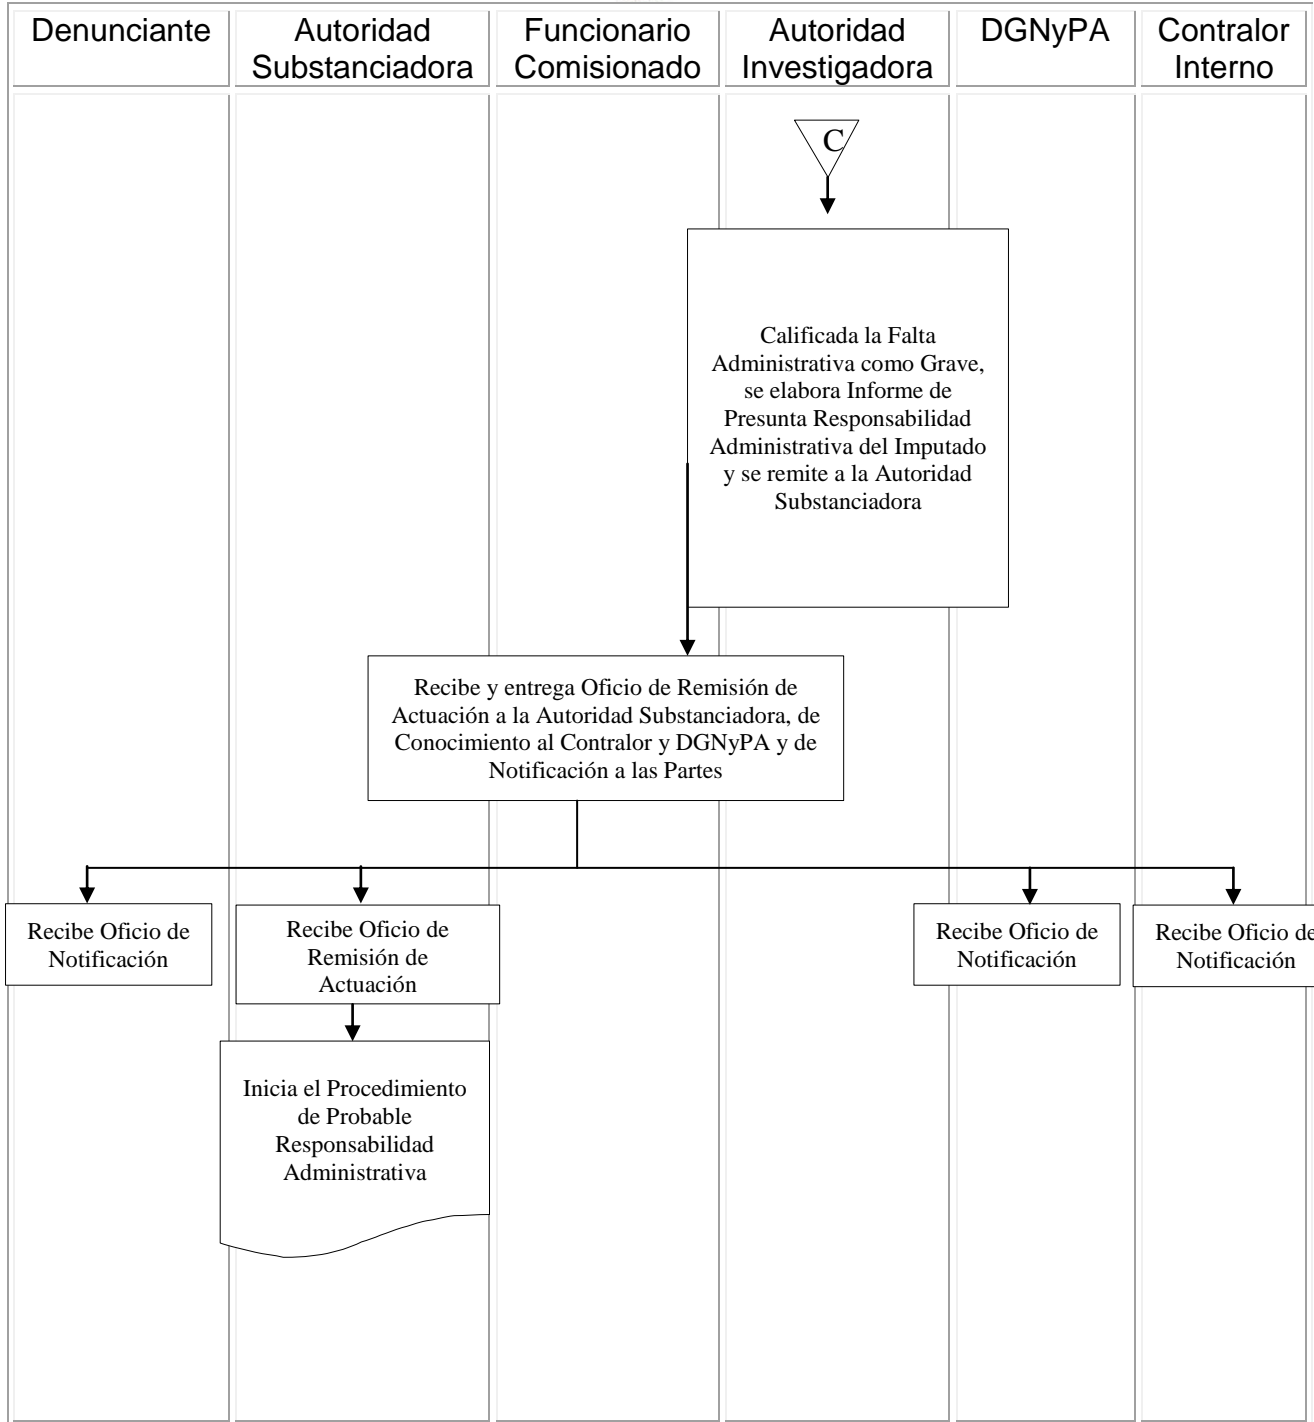 Denunciante
Autoridad
Substanciadora
Funcionario
Comisionado
Autoridad
Investigadora
DGNyPA
Contralor
Interno
C
Calificada la Falta
Administrativa como Grave,
se elabora Informe de
Presunta Responsabilidad
Administrativa del Imputado
y se remite a la Autoridad
Substanciadora
Recibe y entrega Oficio de Remisión de
Actuación a la Autoridad Substanciadora, de
Conocimiento al Contralor y DGNyPA y de
Notificación a las Partes
Recibe Oficio de
Notificación
Recibe Oficio de
Remisión de
Actuación
Recibe Oficio de
Notificación
Recibe Oficio de
Notificación
Inicia el Procedimiento
de Probable
Responsabilidad
Administrativa